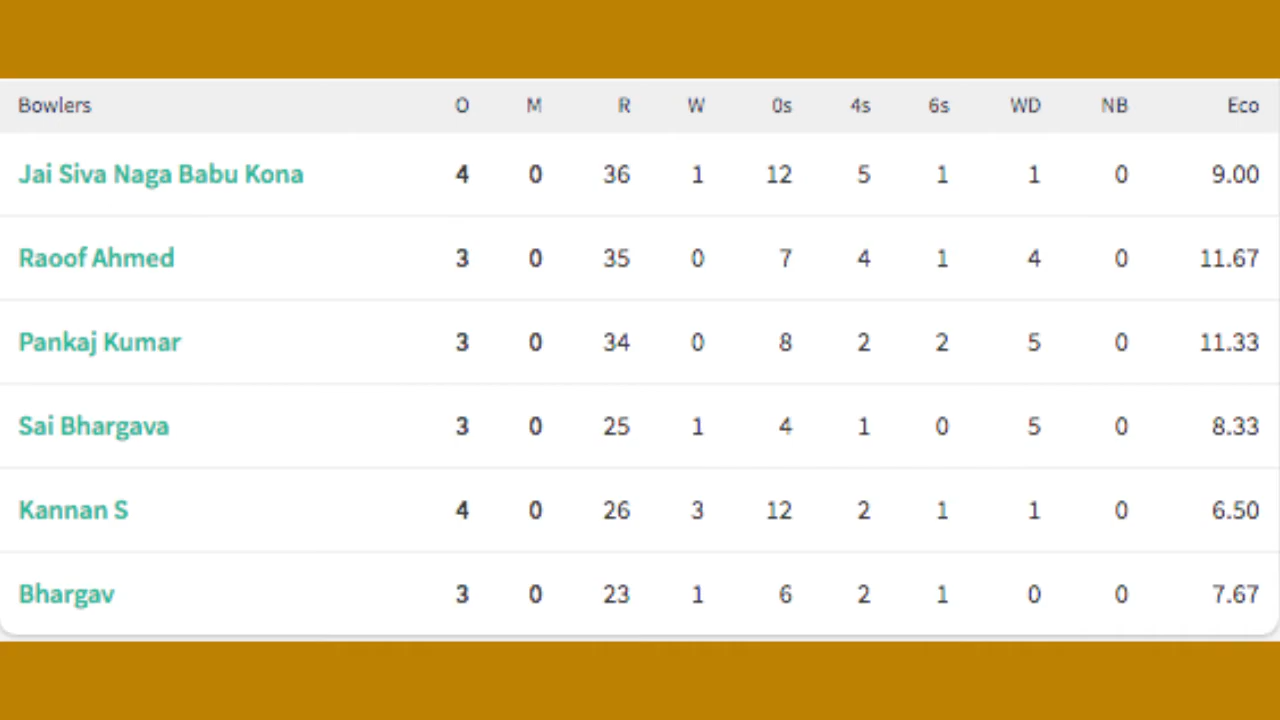 Bowlers O M R W 0s 4s 6s WD NB Eco
Jai Siva Naga Babu Kona 4 0 36 1 12 5 1 1 0 9.00
Raoof Ahmed 3 0 35 0 7 4 1 4 0 11.67
Pankaj Kumar 3 0 34 0 8 2 2 5 0 11.33
Sai Bhargava 3 0 25 1 4 1 0 5 0 8.33
Kannan S 4 0 26 3 12 2 1 1 0 6.50
Bhargav 3 0 23 1 6 2 1 0 0 7.67